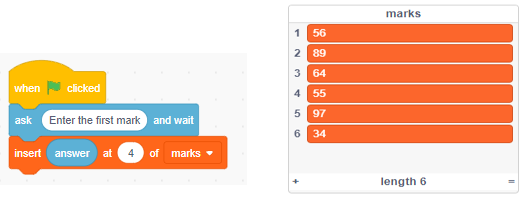 when clicked
ask Enter the first mark and wait
insert answer at 4 of marks
marks
1 56
2 89
3 64
4 55
5 97
6 34
+ length 6 =